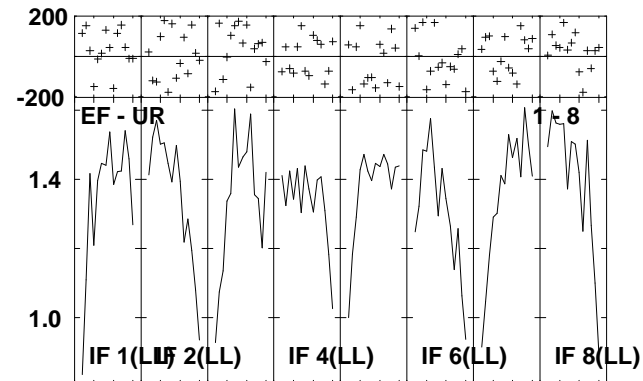 200
-200
EF - UR
1 - 8
1.4
1.0
IF 1(LL)
IF 2(LL)
IF 4(LL)
IF 6(LL)
IF 8(LL)